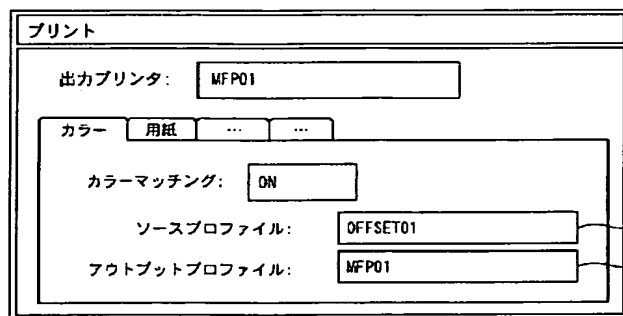 プリント
出力プリンタ: MFP01
カラー 用紙 … …
カラーマッチング: ON
ソースプロファイル: OFFSET01
アウトプットプロファイル: MFP01